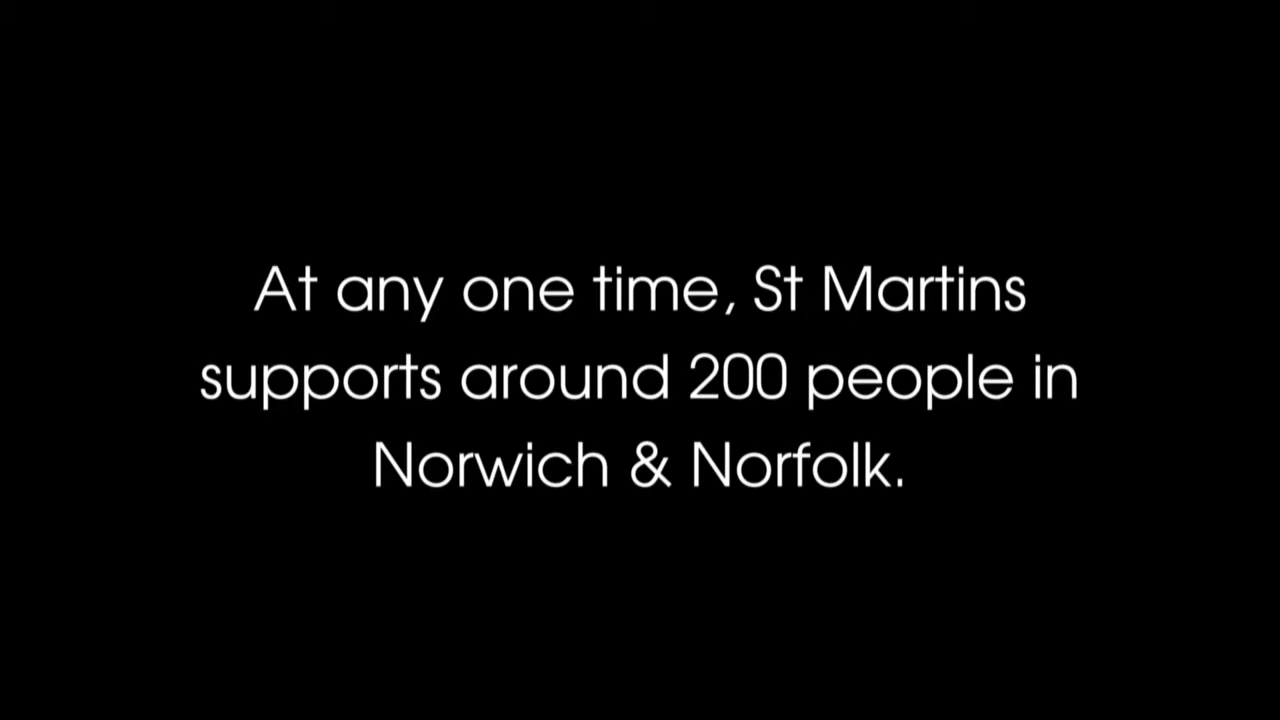 At any one time, St Martins
supports around 200 people in
Norwich & Norfolk.